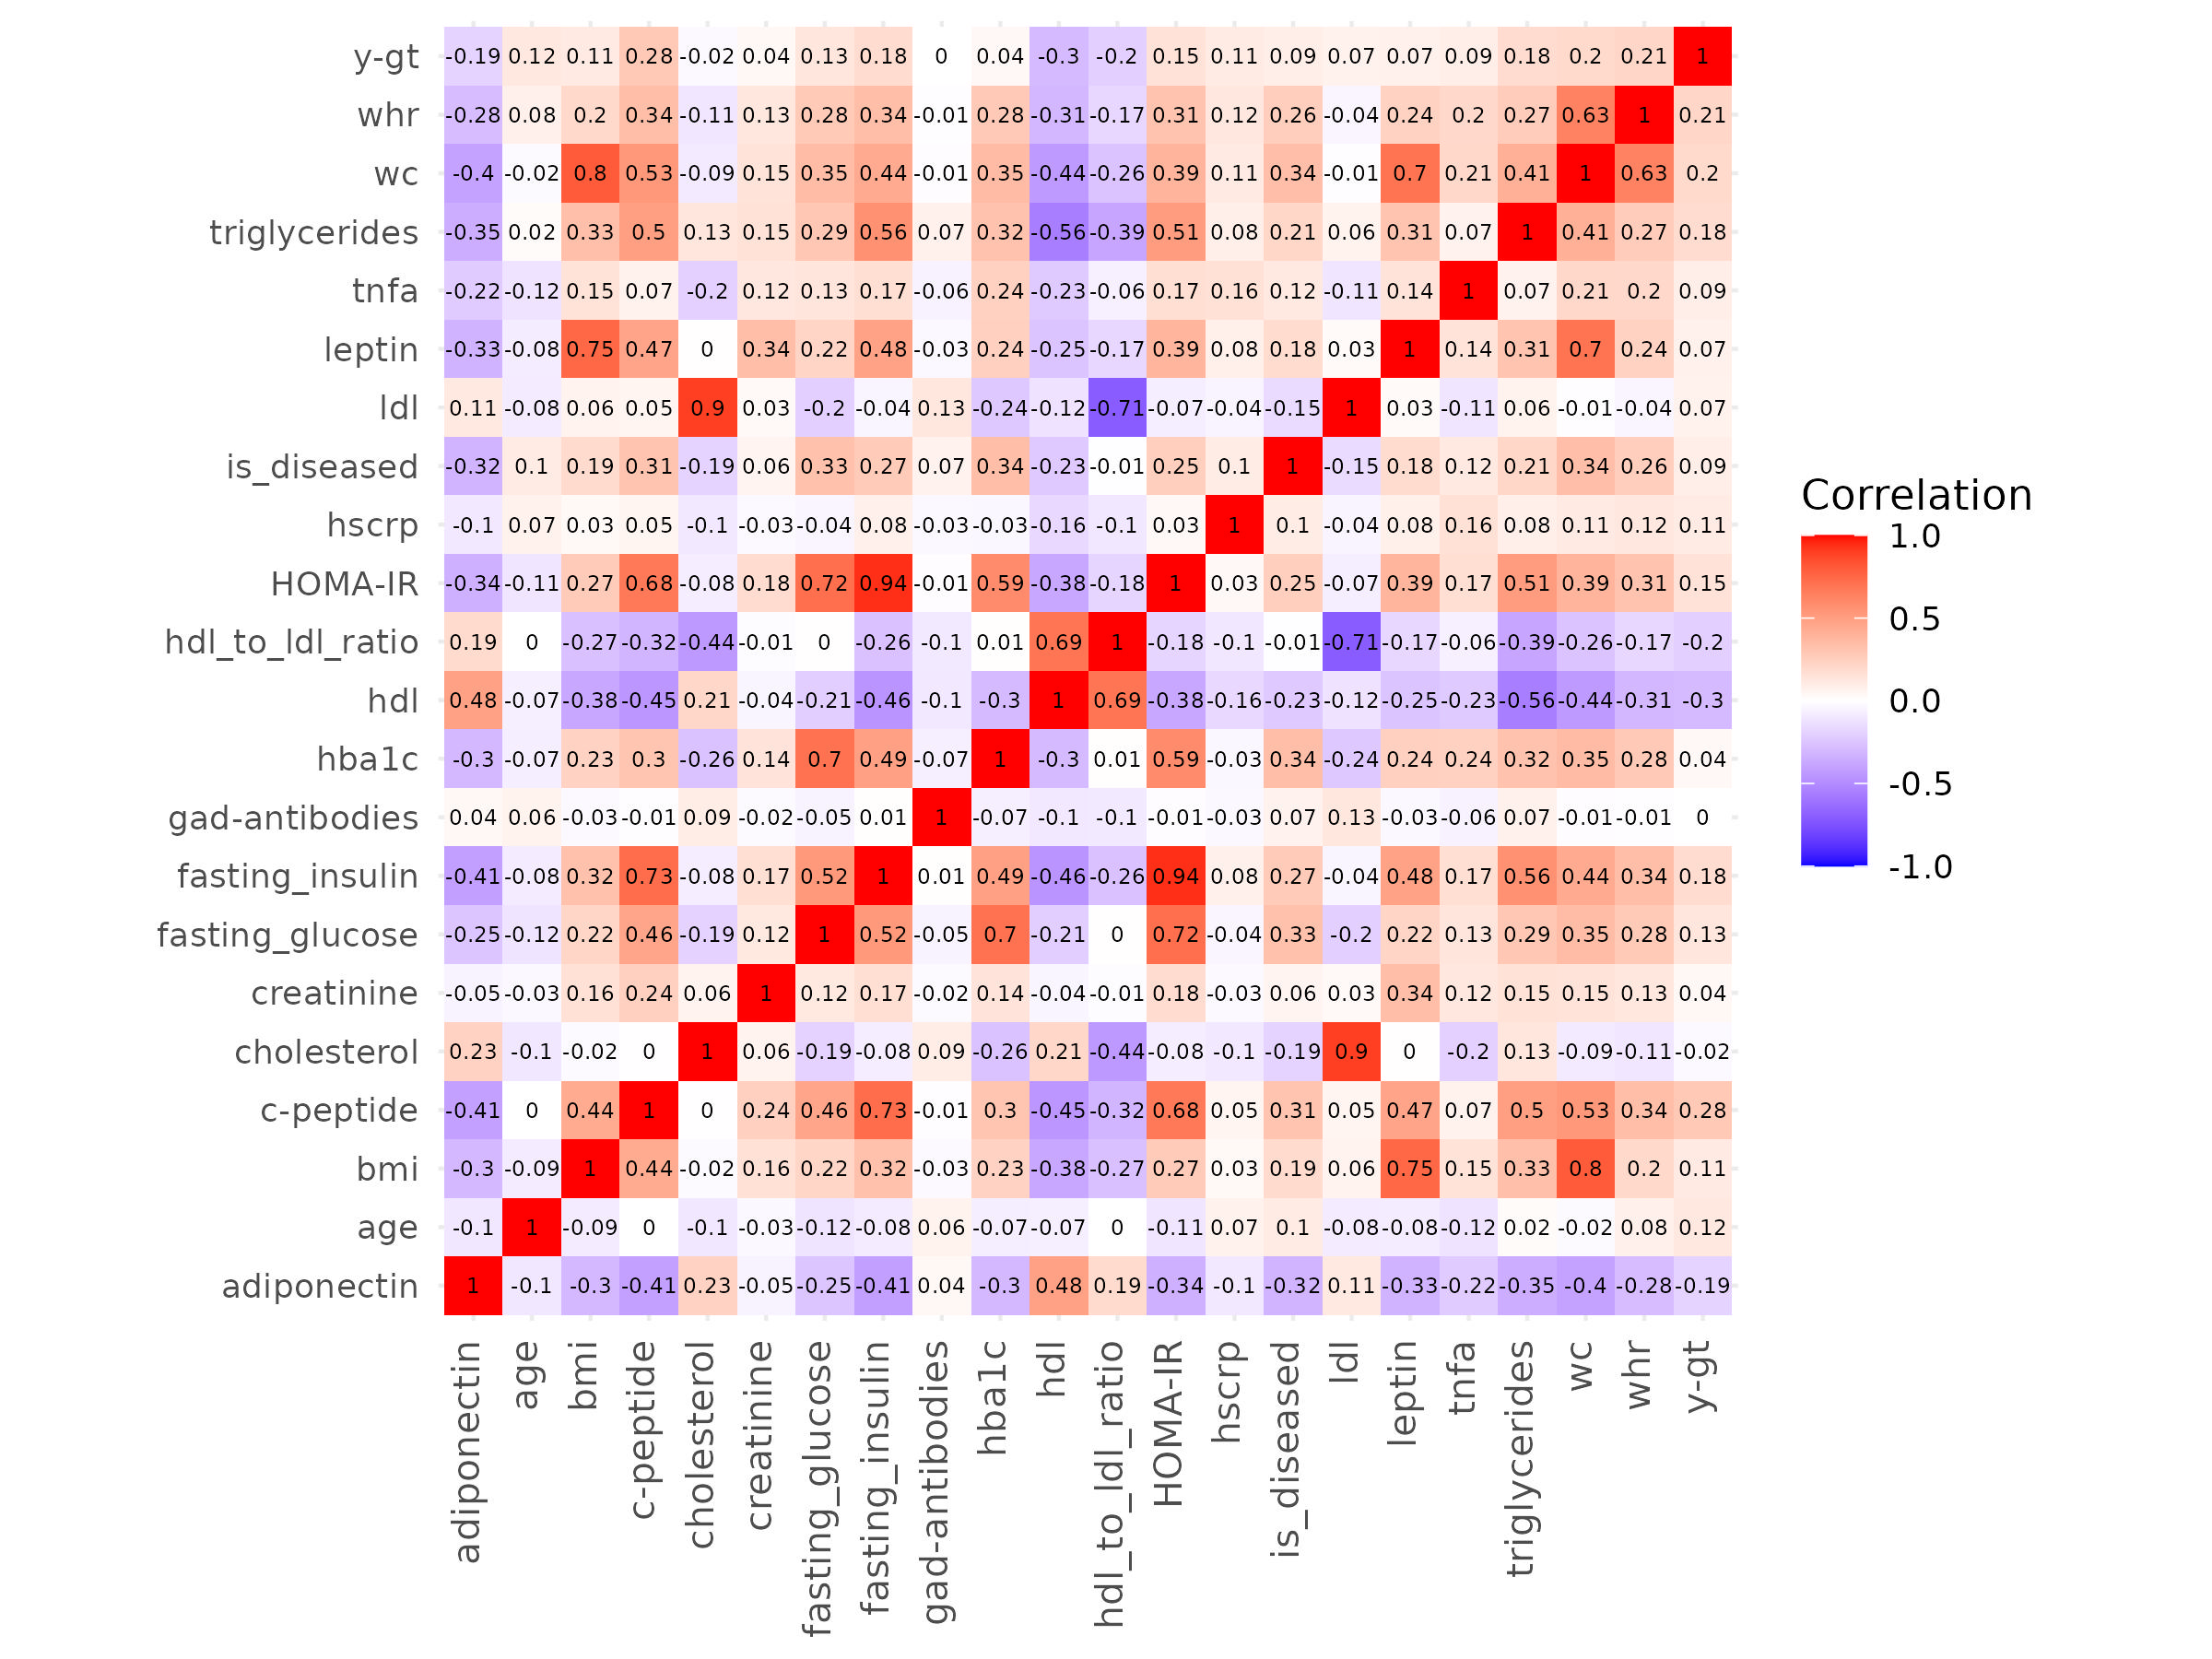 y-gt -0.19 0.12 0.11 0.28 -0.02 0.04 0.13 0.18 0 0.04 -0.3 -0.2 0.15 0.11 0.09 0.07 0.07 0.09 0.18 0.2 0.21 1
whr -0.28 0.08 0.2 0.34 -0.11 0.13 0.28 0.34 -0.01 0.28 -0.31 -0.17 0.31 0.12 0.26 -0.04 0.24 0.2 0.27 0.63 1 0.21
wc -0.4 -0.02 0.8 0.53 -0.09 0.15 0.35 0.44 -0.01 0.35 -0.44 -0.26 0.39 0.11 0.34 -0.01 0.7 0.21 0.41 1 0.63 0.2
triglycerides -0.35 0.02 0.33 0.5 0.13 0.15 0.29 0.56 0.07 0.32 -0.56 -0.39 0.51 0.08 0.21 0.06 0.31 0.07 1 0.41 0.27 0.18
tnfa -0.22 -0.12 0.15 0.07 -0.2 0.12 0.13 0.17 -0.06 0.24 -0.23 -0.06 0.17 0.16 0.12 -0.11 0.14 1 0.07 0.21 0.2 0.09
leptin -0.33 -0.08 0.75 0.47 0 0.34 0.22 0.48 -0.03 0.24 -0.25 -0.17 0.39 0.08 0.18 0.03 1 0.14 0.31 0.7 0.24 0.07
ldl 0.11 -0.08 0.06 0.05 0.9 0.03 -0.2 -0.04 0.13 -0.24 -0.12 -0.71 -0.07 -0.04 -0.15 1 0.03 -0.11 0.06 -0.01 -0.04 0.07
is_diseased -0.32 0.1 0.19 0.31 -0.19 0.06 0.33 0.27 0.07 0.34 -0.23 -0.01 0.25 0.1 1 -0.15 0.18 0.12 0.21 0.34 0.26 0.09
hscrp -0.1 0.07 0.03 0.05 -0.1 -0.03 -0.04 0.08 -0.03 -0.03 -0.16 -0.1 0.03 1 0.1 -0.04 0.08 0.16 0.08 0.11 0.12 0.11
HOMA-IR -0.34 -0.11 0.27 0.68 -0.08 0.18 0.72 0.94 -0.01 0.59 -0.38 -0.18 1 0.03 0.25 -0.07 0.39 0.17 0.51 0.39 0.31 0.15
hdl_to_ldl_ratio 0.19 0 -0.27 -0.32 -0.44 -0.01 0 -0.26 -0.1 0.01 0.69 1 -0.18 -0.1 -0.01 -0.71 -0.17 -0.06 -0.39 -0.26 -0.17 -0.2
hdl 0.48 -0.07 -0.38 -0.45 0.21 -0.04 -0.21 -0.46 -0.1 -0.3 1 0.69 -0.38 -0.16 -0.23 -0.12 -0.25 -0.23 -0.56 -0.44 -0.31 -0.3
hba1c -0.3 -0.07 0.23 0.3 -0.26 0.14 0.7 0.49 -0.07 1 -0.3 0.01 0.59 -0.03 0.34 -0.24 0.24 0.24 0.32 0.35 0.28 0.04
gad-antibodies 0.04 0.06 -0.03 -0.01 0.09 -0.02 -0.05 0.01 1 -0.07 -0.1 -0.1 -0.01 -0.03 0.07 0.13 -0.03 -0.06 0.07 -0.01 -0.01 0
fasting_insulin -0.41 -0.08 0.32 0.73 -0.08 0.17 0.52 1 0.01 0.49 -0.46 -0.26 0.94 0.08 0.27 -0.04 0.48 0.17 0.56 0.44 0.34 0.18
fasting_glucose -0.25 -0.12 0.22 0.46 -0.19 0.12 1 0.52 -0.05 0.7 -0.21 0 0.72 -0.04 0.33 -0.2 0.22 0.13 0.29 0.35 0.28 0.13
creatinine -0.05 -0.03 0.16 0.24 0.06 1 0.12 0.17 -0.02 0.14 -0.04 -0.01 0.18 -0.03 0.06 0.03 0.34 0.12 0.15 0.15 0.13 0.04
cholesterol 0.23 -0.1 -0.02 0 1 0.06 -0.19 -0.08 0.09 -0.26 0.21 -0.44 -0.08 -0.1 -0.19 0.9 0 -0.2 0.13 -0.09 -0.11 -0.02
c-peptide -0.41 0 0.44 1 0 0.24 0.46 0.73 -0.01 0.3 -0.45 -0.32 0.68 0.05 0.31 0.05 0.47 0.07 0.5 0.53 0.34 0.28
bmi -0.3 -0.09 1 0.44 -0.02 0.16 0.22 0.32 -0.03 0.23 -0.38 -0.27 0.27 0.03 0.19 0.06 0.75 0.15 0.33 0.8 0.2 0.11
age -0.1 1 -0.09 0 -0.1 -0.03 -0.12 -0.08 0.06 -0.07 -0.07 0 -0.11 0.07 0.1 -0.08 -0.08 -0.12 0.02 -0.02 0.08 0.12
adiponectin 1 -0.1 -0.3 -0.41 0.23 -0.05 -0.25 -0.41 0.04 -0.3 0.48 0.19 -0.34 -0.1 -0.32 0.11 -0.33 -0.22 -0.35 -0.4 -0.28 -0.19
adiponectin
age
bmi
c-peptide
cholesterol
creatinine
fasting_glucose
fasting_insulin
gad-antibodies
hba1c
hdl
hdl_to_ldl_ratio
HOMA-IR
hscrp
is_diseased
ldl
leptin
tnfa
triglycerides
wc
whr
y-gt
Correlation
1.0
0.5
0.0
-0.5
-1.0